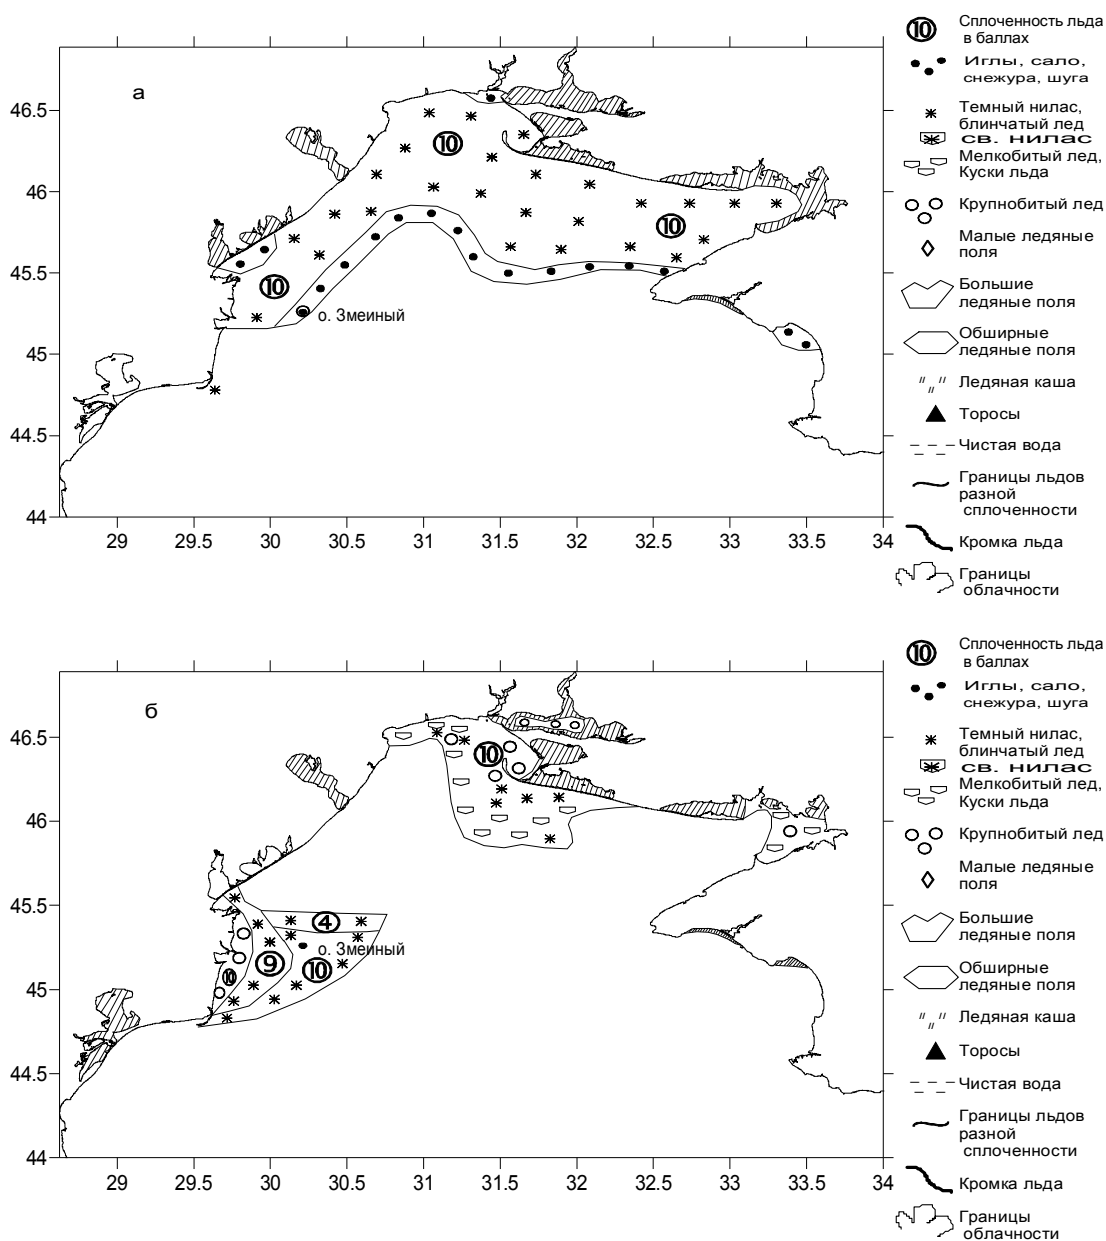 а
46.5
46
45.5
45
44.5
44
29
29.5
30
30.5
31
31.5
32
32.5
33
33.5
34
10
10
10
о. Змеиный
10
Сплоченность льда
в баллах
Иглы, сало,
снежура, шуга
Темный нилас,
блинчатый лед
св. нилас
Мелкобитый лед,
Куски льда
Крупнобитый лед
Малые ледяные
поля
Большие
ледяные поля
Обширные
ледяные поля
Ледяная каша
Торосы
Чистая вода
Границы льдов
разной
сплоченности
Кромка льда
Границы
облачности
б
46.5
46
45.5
45
44.5
44
29
29.5
30
30.5
31
31.5
32
32.5
33
33.5
34
10
4
о. Змеиный
9
10
10
10
Сплоченность льда
в баллах
Иглы, сало,
снежура, шуга
Темный нилас,
блинчатый лед
св. нилас
Мелкобитый лед,
Куски льда
Крупнобитый лед
Малые ледяные
поля
Большие
ледяные поля
Обширные
ледяные поля
Ледяная каша
Торосы
Чистая вода
Границы льдов
разной
сплоченности
Кромка льда
Границы
облачности